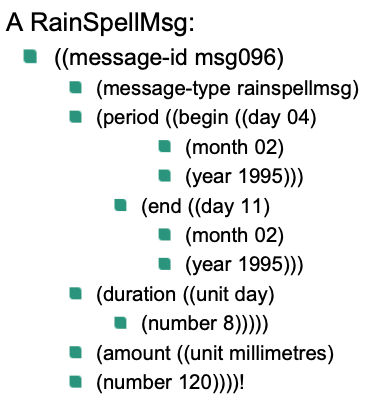 A RainSpellMsg:
((message-id msg096)
(message-type rainspellmsg)
(period ((begin ((day 04)
(month 02)
(year 1995)))
(end ((day 11)
(month 02)
(year 1995)))
(duration ((unit day)
(number 8)))))
(amount ((unit millimetres)
(number 120))))!